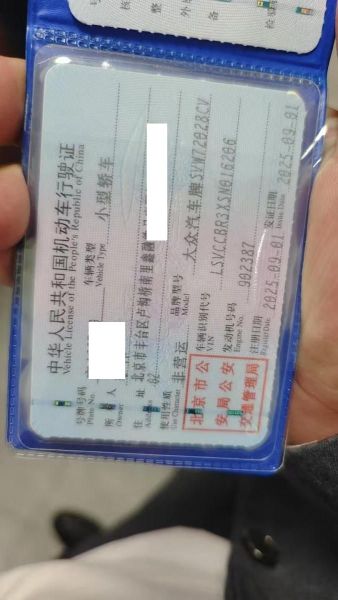 中华人民共和国机动车行驶证
Vehicle License of the People's Republic of China
号牌号码
Plate No.
车辆类型 小型轿车
Vehicle Type
所有人
Owner
住址 北京市丰台区卢沟桥南里鑫融
Address
02
使用性质 非营运
Use Character
品牌型号 大众汽车牌SVW72028CV
Model
北京市公
安局公安
交通管理局
车辆识别代号 LSVCCBR3XSN016206
VIN
发动机号码 902387
Engine No.
注册日期 2025.09.01
Register Date
发证日期 2025.09.01
Issue Date